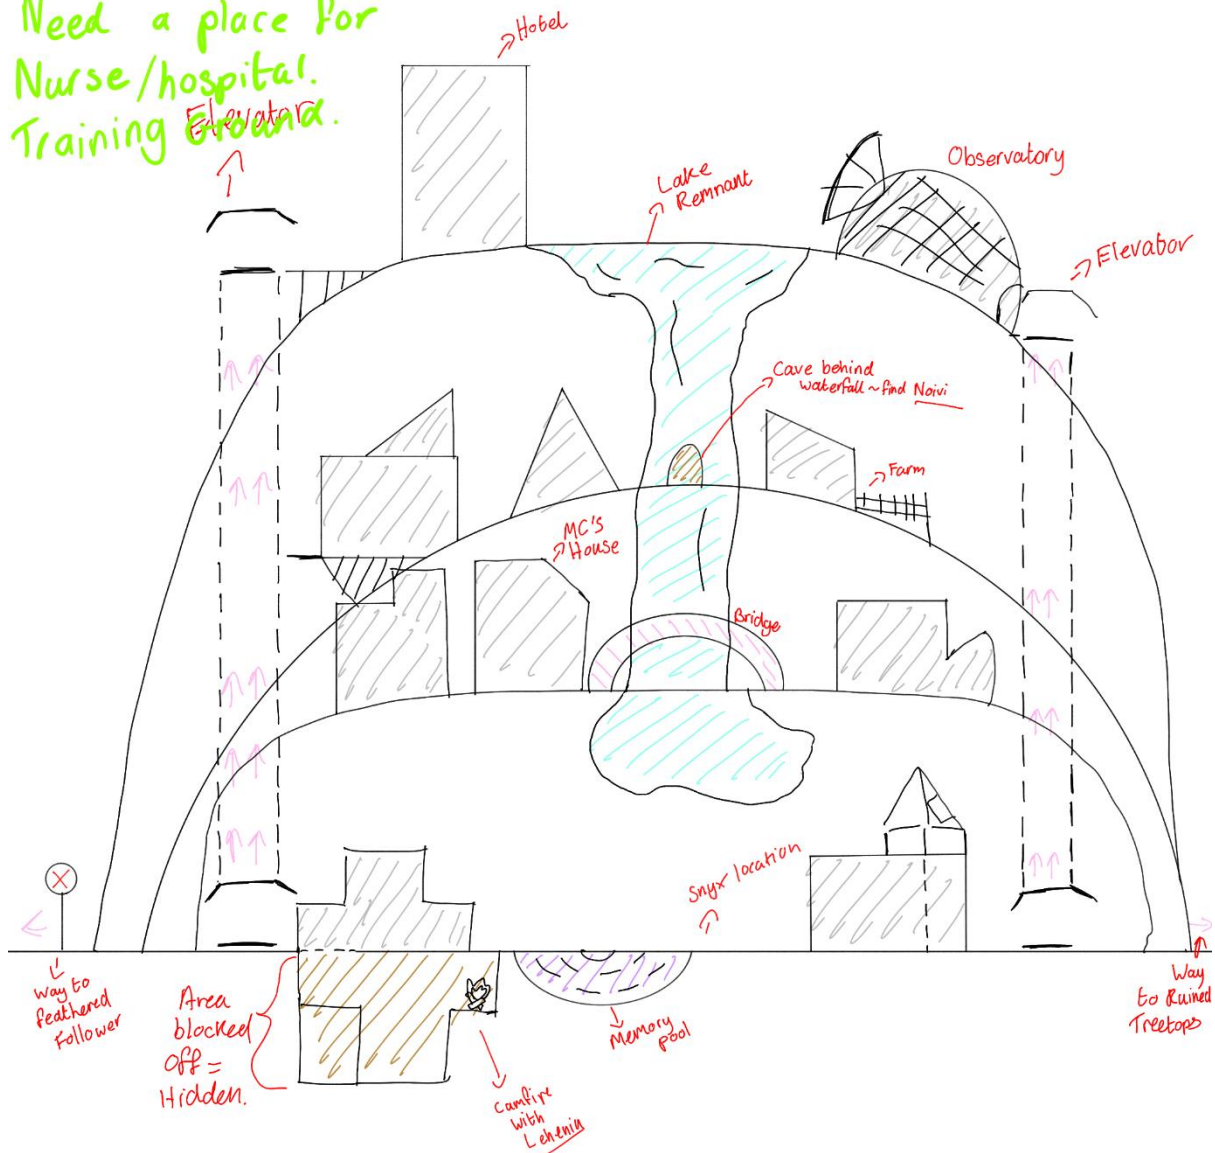 Need a place for
Nurse/hospital.
Training Ground.
Elevator
Hotel
Lake
Remnant
Observatory
Elevator
Cave behind
waterfall ~ find Noivi
Farm
MC'S
House
Bridge
Snyx location
X
Way to
feathered
Follower
Area
blocked
Off =
Hidden.
Campfire
with
Lehenia
Memory
pool
Way
to Ruined
Treetops